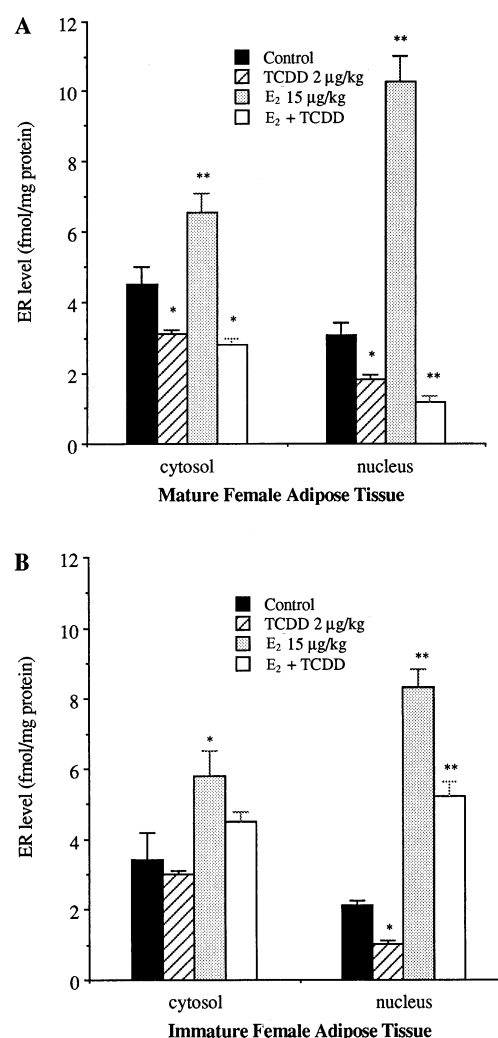 A
12
10
8
6
4
2
0
ER level (fmol/mg protein)
Control
TCDD 2 µg/kg
E₂ 15 µg/kg
E₂ + TCDD
**
*
*
**
*
**
cytosol
nucleus
Mature Female Adipose Tissue
B
12
10
8
6
4
2
0
ER level (fmol/mg protein)
Control
TCDD 2 µg/kg
E₂ 15 µg/kg
E₂ + TCDD
*
**
**
*
cytosol
nucleus
Immature Female Adipose Tissue